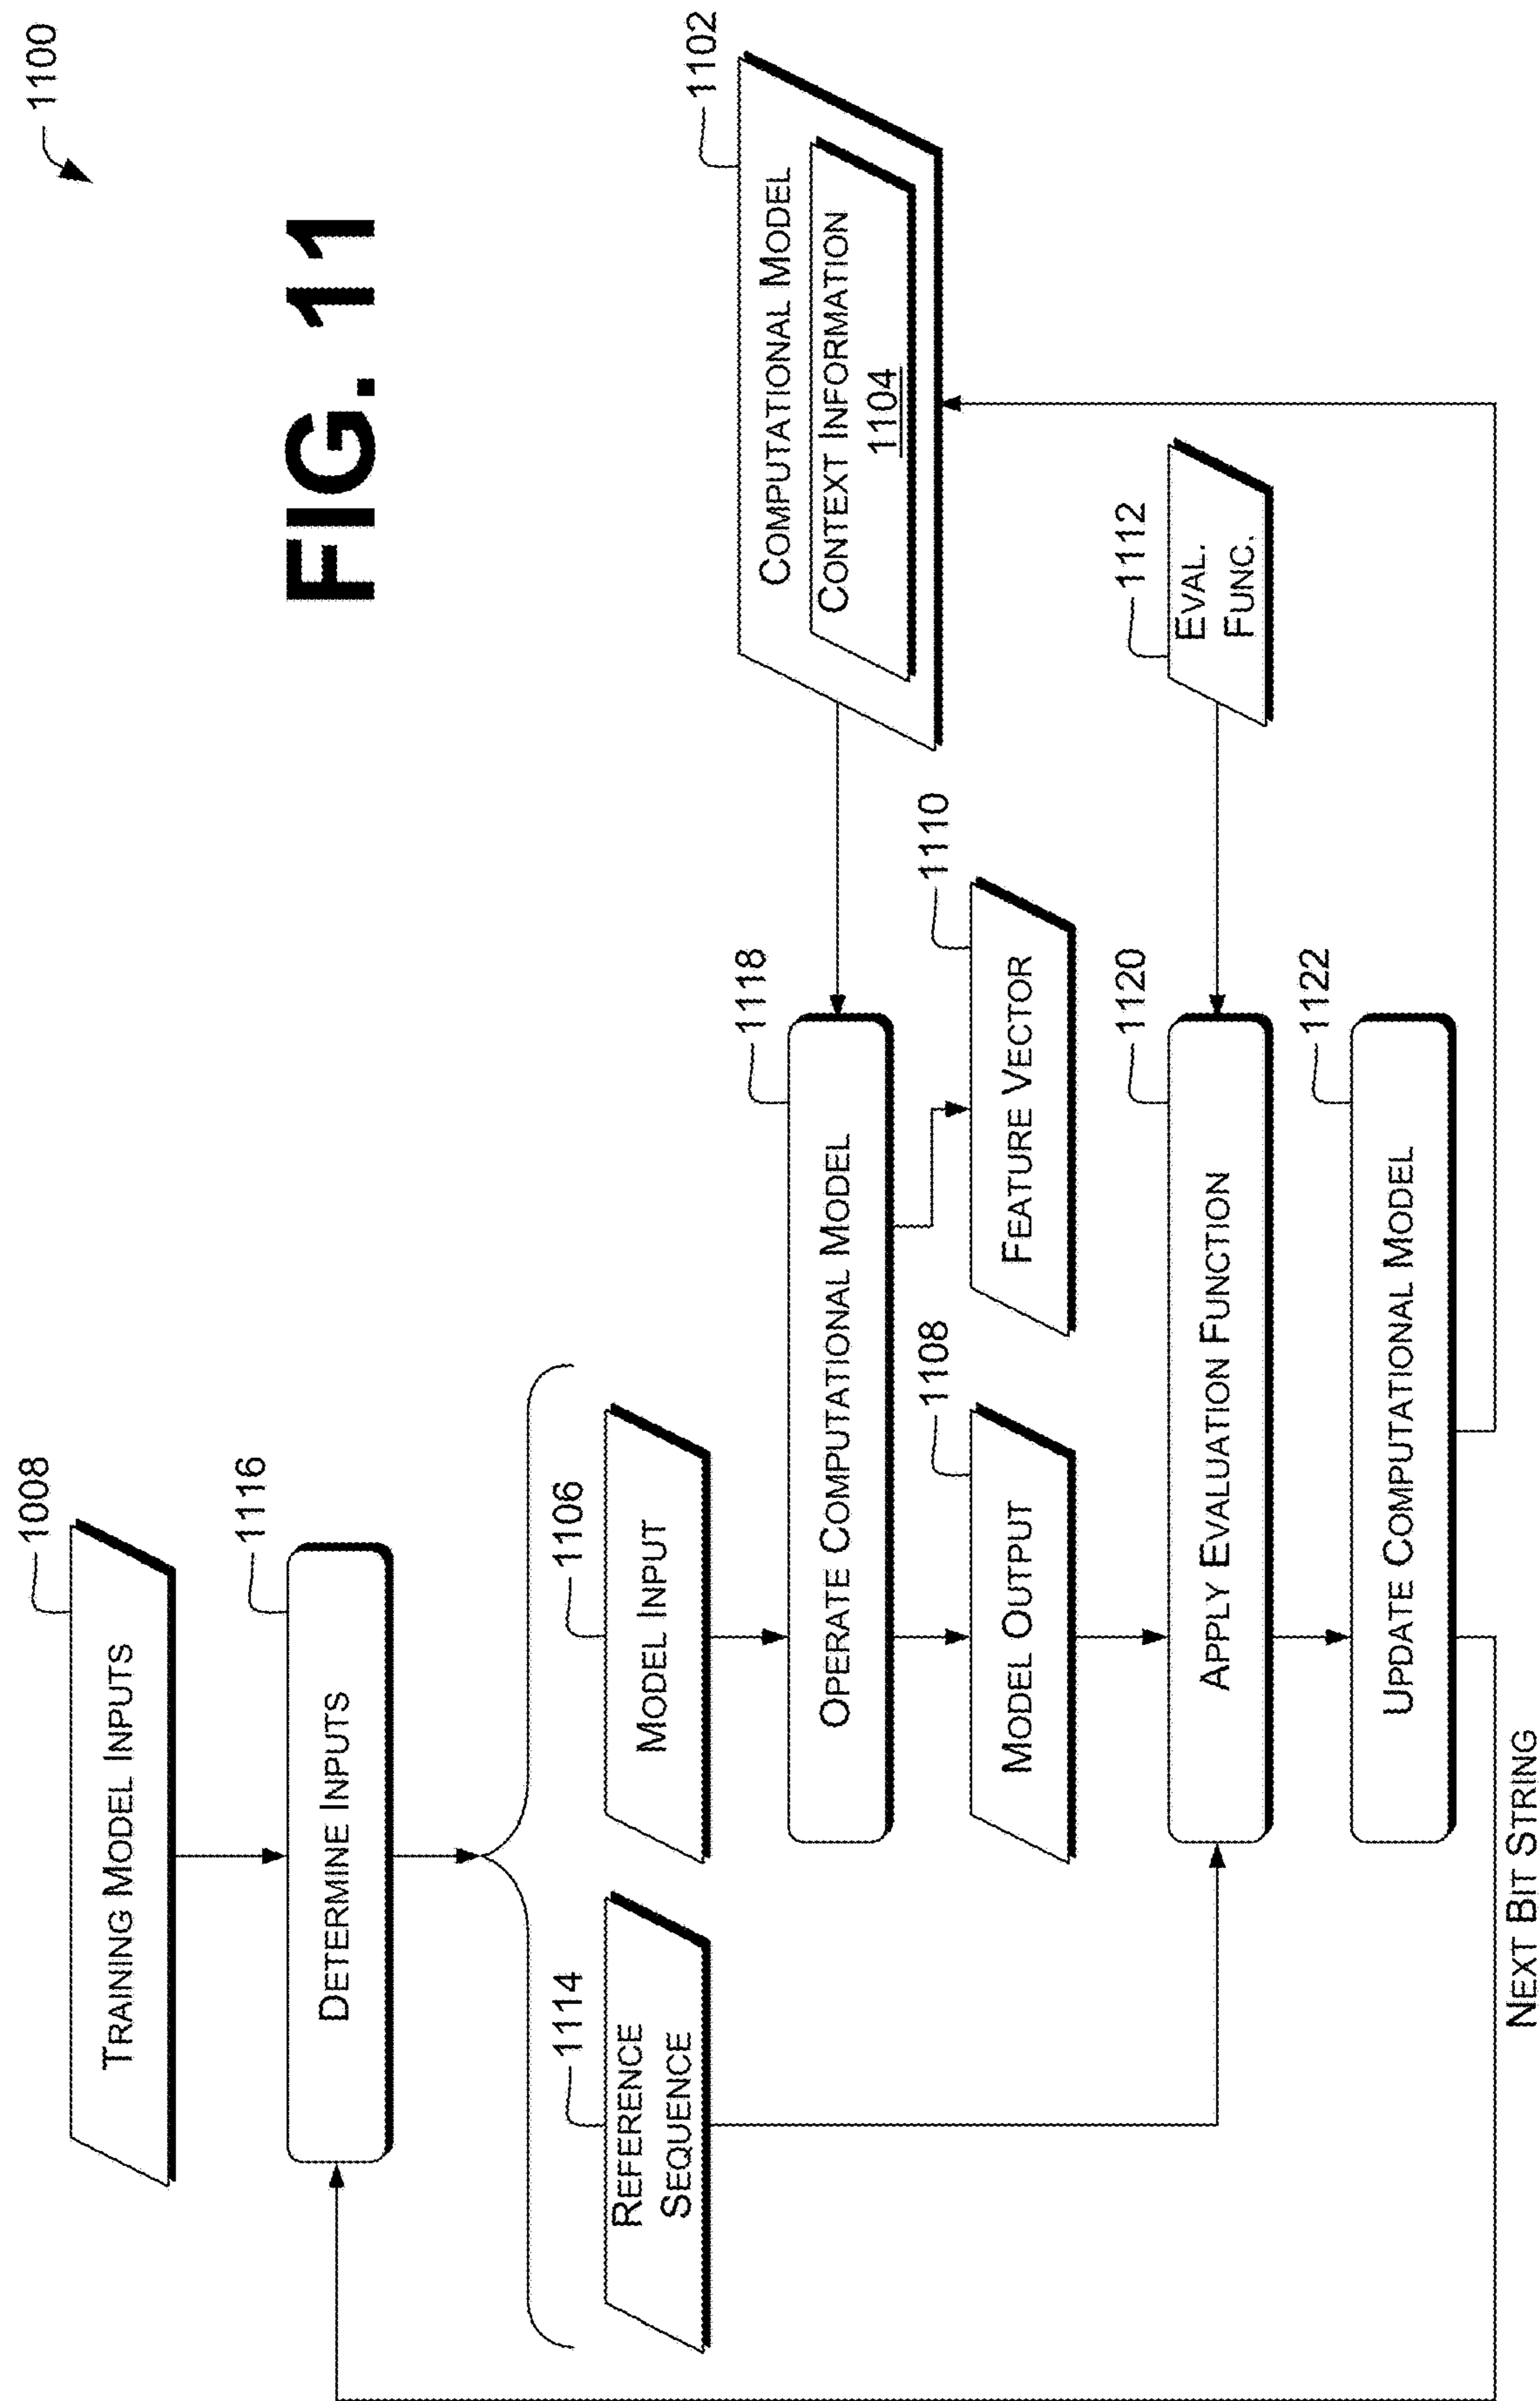 1100
FIG. 11
1008
TRAINING MODEL INPUTS
1116
DETERMINE INPUTS
1114
REFERENCE
SEQUENCE
1106
MODEL INPUT
1102
COMPUTATIONAL MODEL
CONTEXT INFORMATION
1104
1118
OPERATE COMPUTATIONAL MODEL
1108
MODEL OUTPUT
1110
FEATURE VECTOR
1112
EVAL.
FUNC.
1120
APPLY EVALUATION FUNCTION
1122
UPDATE COMPUTATIONAL MODEL
NEXT BIT STRING